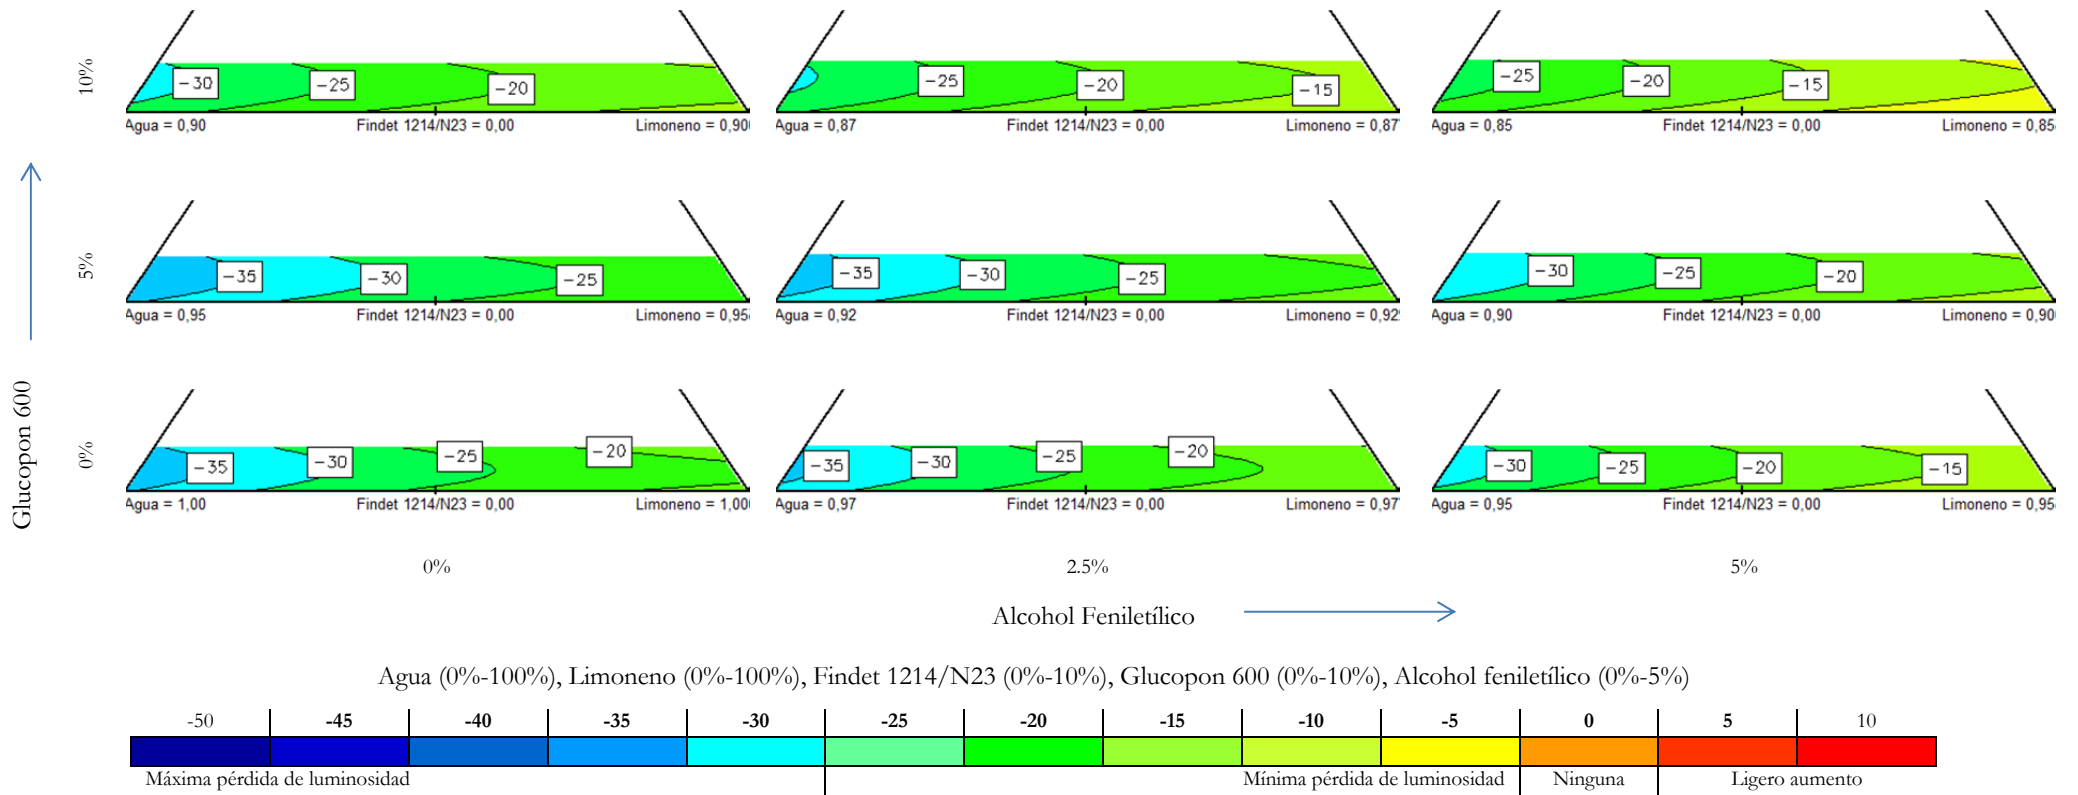 10%
-30 -25 -20
Agua = 0,90 Findet 1214/N23 = 0,00 Limoneno = 0,90
-25 -20 -15
Agua = 0,87 Findet 1214/N23 = 0,00 Limoneno = 0,87
-25 -20 -15
Agua = 0,85 Findet 1214/N23 = 0,00 Limoneno = 0,85
5%
-35 -30 -25
Agua = 0,95 Findet 1214/N23 = 0,00 Limoneno = 0,95
-35 -30 -25
Agua = 0,92 Findet 1214/N23 = 0,00 Limoneno = 0,92
-30 -25 -20
Agua = 0,90 Findet 1214/N23 = 0,00 Limoneno = 0,90
Glucopon 600
0%
-35 -30 -25 -20
Agua = 1,00 Findet 1214/N23 = 0,00 Limoneno = 1,00
-35 -30 -25 -20
Agua = 0,97 Findet 1214/N23 = 0,00 Limoneno = 0,97
-30 -25 -20 -15
Agua = 0,95 Findet 1214/N23 = 0,00 Limoneno = 0,95
0% 2.5% 5%
Alcohol Feniletílico
Agua (0%-100%), Limoneno (0%-100%), Findet 1214/N23 (0%-10%), Glucopon 600 (0%-10%), Alcohol feniletílico (0%-5%)
-50 -45 -40 -35 -30 -25 -20 -15 -10 -5 0 5 10
Máxima pérdida de luminosidad Mínima pérdida de luminosidad Ninguna Ligero aumento